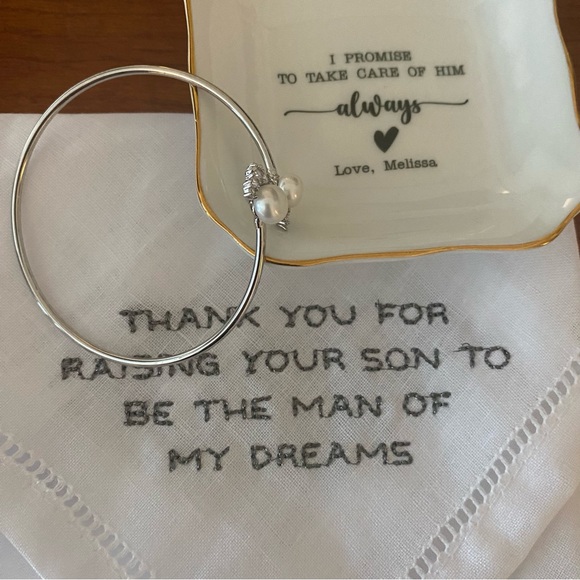 I PROMISE
TO TAKE CARE OF HIM
always
Love, Melissa
THANK YOU FOR
RAISING YOUR SON TO
BE THE MAN OF
MY DREAMS